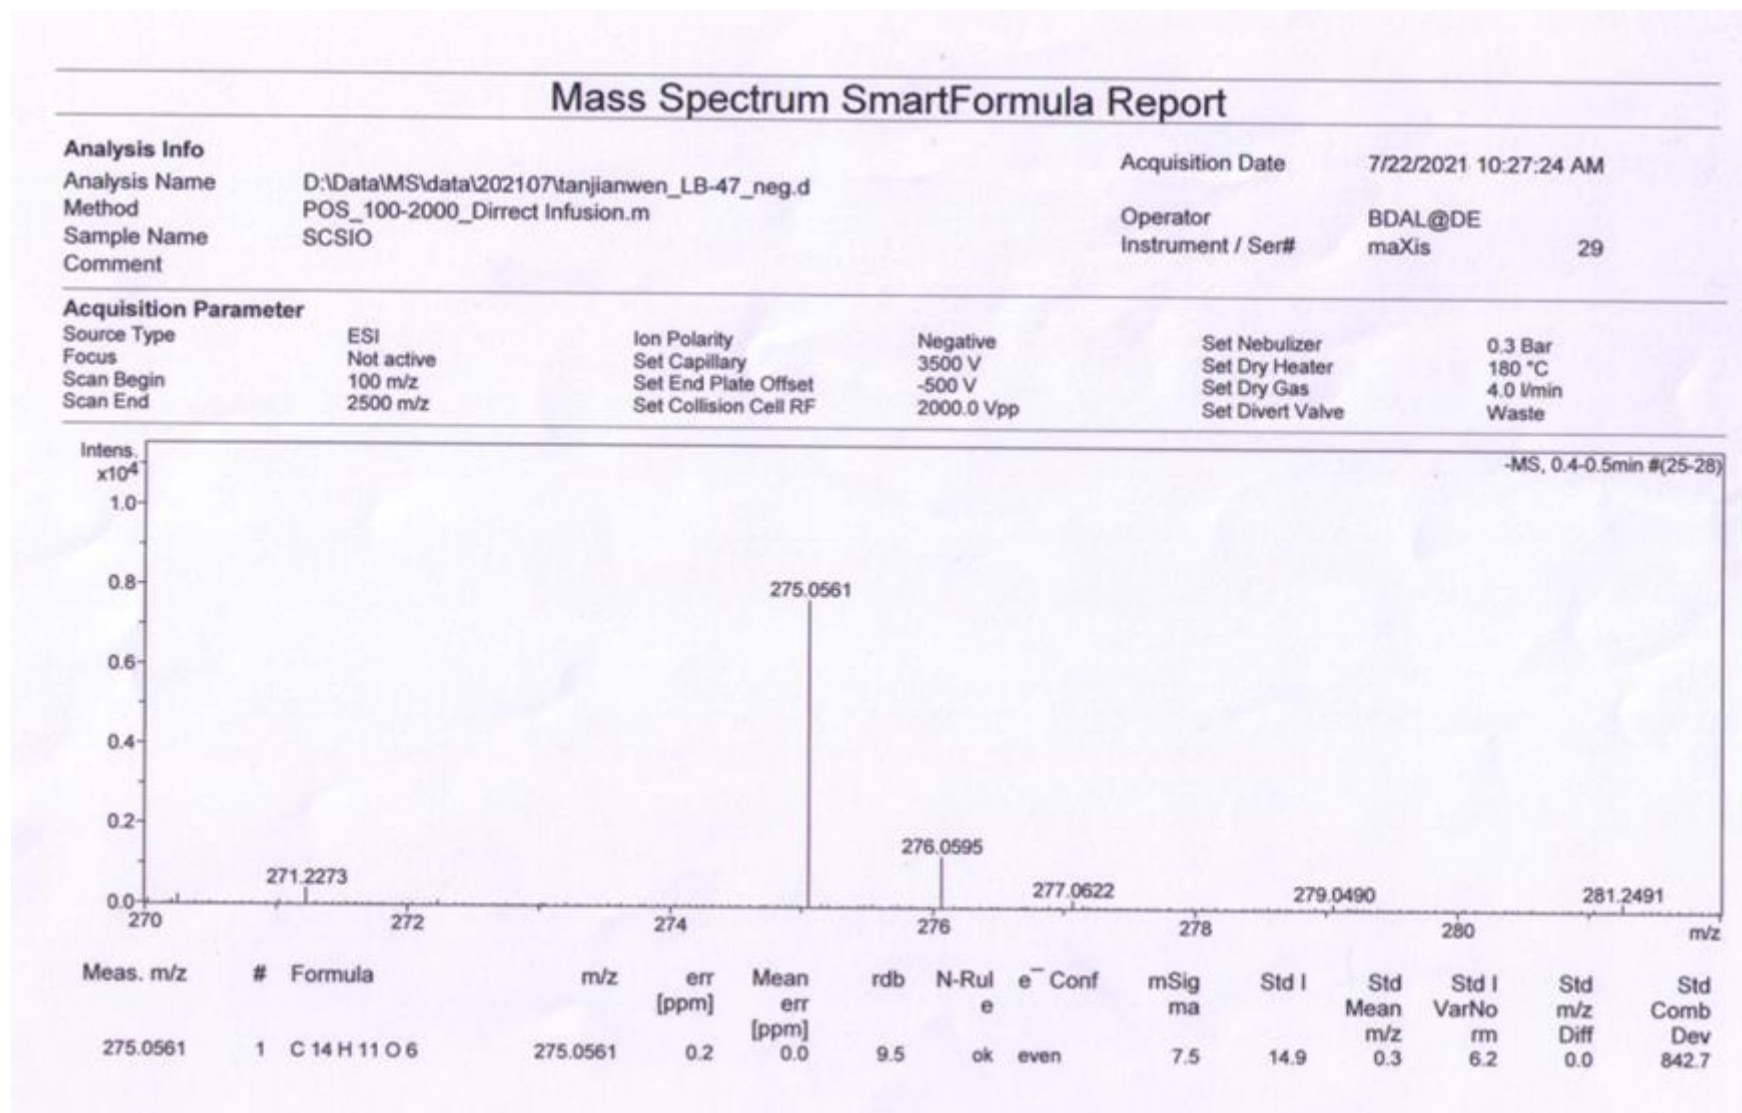 Mass Spectrum SmartFormula Report
Analysis Info
Acquisition Date 7/22/2021 10:27:24 AM
Analysis Name D:\Data\MS\data\202107\tanjianwen_LB-47_neg.d
Method POS_100-2000_Dirrect Infusion.m
Operator BDAL@DE
Sample Name SCSIO
Instrument / Ser# maXis 29
Comment
Acquisition Parameter
Source Type ESI Ion Polarity Negative Set Nebulizer 0.3 Bar
Focus Not active Set Capillary 3500 V Set Dry Heater 180 °C
Scan Begin 100 m/z Set End Plate Offset -500 V Set Dry Gas 4.0 l/min
Scan End 2500 m/z Set Collision Cell RF 2000.0 Vpp Set Divert Valve Waste
Intens.
x10⁴
-MS, 0.4-0.5min #(25-28)
1.0
0.8
275.0561
0.6
0.4
0.2
276.0595
271.2273
277.0622
279.0490
281.2491
0.0
270 272 274 276 278 280 m/z
Meas. m/z # Formula m/z err Mean rdb N-Rul e⁻ Conf mSig Std I Std Std I Std Std
[ppm] err e ma Mean VarNo m/z Comb
[ppm] m/z rm Diff Dev
275.0561 1 C 14 H 11 O 6 275.0561 0.2 0.0 9.5 ok even 7.5 14.9 0.3 6.2 0.0 842.7